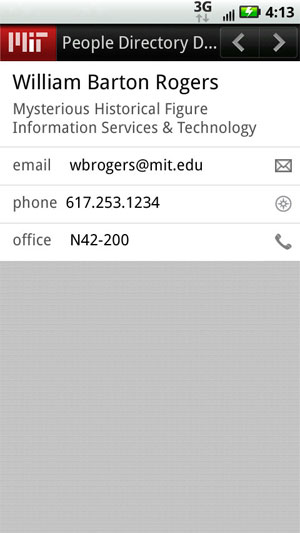 3G 4:13
MIT People Directory D...
William Barton Rogers
Mysterious Historical Figure
Information Services & Technology
email wbrogers@mit.edu
phone 617.253.1234
office N42-200